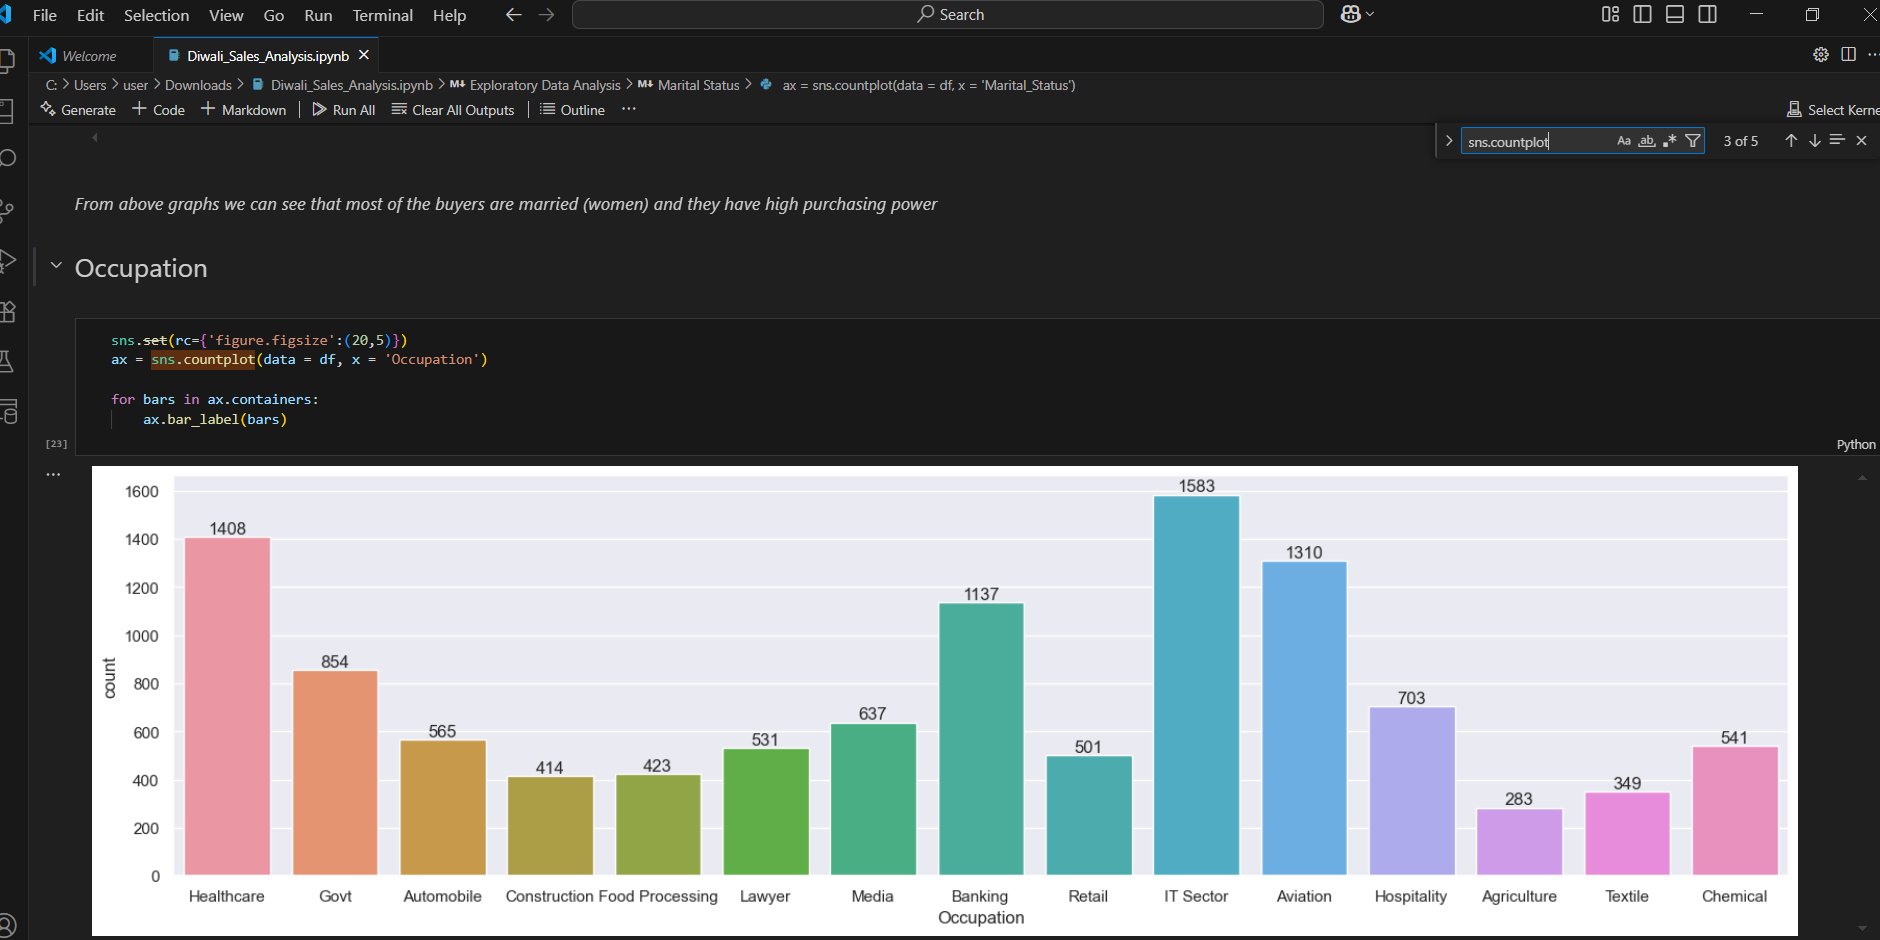 File Edit Selection View Go Run Terminal Help
Search
Welcome
Diwali_Sales_Analysis.ipynb
C: > Users > user > Downloads > Diwali_Sales_Analysis.ipynb > M↓ Exploratory Data Analysis > M↓ Marital Status > ax = sns.countplot(data = df, x = 'Marital_Status')
Generate + Code + Markdown | Run All Clear All Outputs | Outline ...
Select Kerne
sns.countplot Aa ab .* 3 of 5
From above graphs we can see that most of the buyers are married (women) and they have high purchasing power
Occupation
sns.set(rc={'figure.figsize':(20,5)})
ax = sns.countplot(data = df, x = 'Occupation')
for bars in ax.containers:
    ax.bar_label(bars)
[23]
Python
1600
1400
1200
1000
800
600
400
200
0
count
1408
854
565
414
423
531
637
1137
501
1583
1310
703
283
349
541
Healthcare Govt Automobile Construction Food Processing Lawyer Media Banking Retail IT Sector Aviation Hospitality Agriculture Textile Chemical
Occupation